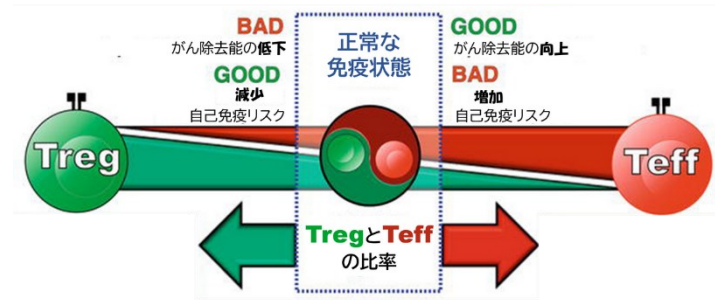 BAD
がん除去能の低下
GOOD
減少
自己免疫リスク
正常な
免疫状態
GOOD
がん除去能の向上
BAD
増加
自己免疫リスク
Treg
Teff
TregとTeff
の比率